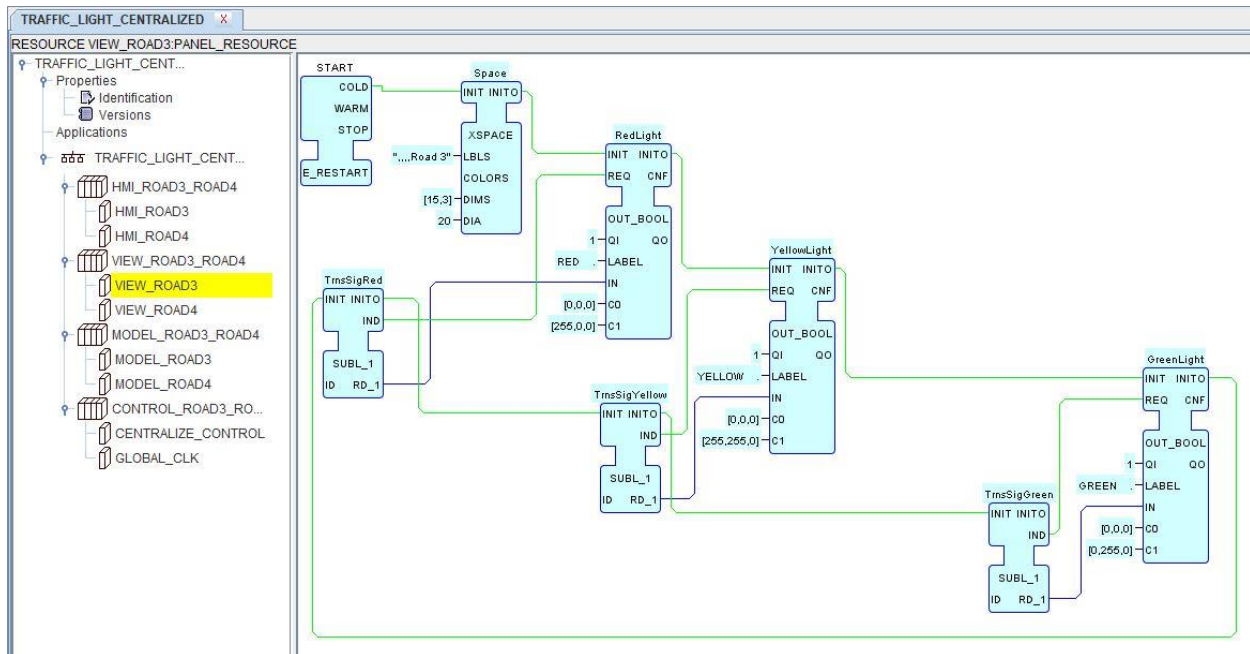 TRAFFIC_LIGHT_CENTRALIZED X
RESOURCE VIEW_ROAD3:PANEL_RESOURCE
TRAFFIC_LIGHT_CENT...
Properties
Identification
Versions
Applications
TRAFFIC_LIGHT_CENT...
HMI_ROAD3_ROAD4
HMI_ROAD3
HMI_ROAD4
VIEW_ROAD3_ROAD4
VIEW_ROAD3
VIEW_ROAD4
MODEL_ROAD3_ROAD4
MODEL_ROAD3
MODEL_ROAD4
CONTROL_ROAD3_RO...
CENTRALIZE_CONTROL
GLOBAL_CLK
START
COLD
WARM
STOP
E_RESTART
Space
INIT INITO
XSPACE
",,,,Road 3" LBLS
COLORS
[15,3] DIMS
20 DIA
RedLight
INIT INITO
REQ CNF
OUT_BOOL
1 QI QO
RED . LABEL
IN
[0,0,0] C0
[255,0,0] C1
TrnsSigRed
INIT INITO
IND
SUBL_1
ID RD_1
YellowLight
INIT INITO
REQ CNF
OUT_BOOL
1 QI QO
YELLOW . LABEL
IN
[0,0,0] C0
[255,255,0] C1
TrnsSigYellow
INIT INITO
IND
SUBL_1
ID RD_1
GreenLight
INIT INITO
REQ CNF
OUT_BOOL
1 QI QO
GREEN . LABEL
IN
[0,0,0] C0
[0,255,0] C1
TrnsSigGreen
INIT INITO
IND
SUBL_1
ID RD_1